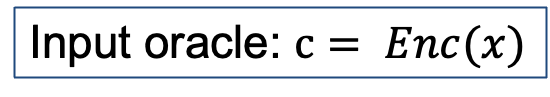 Input oracle: c = Enc(x)